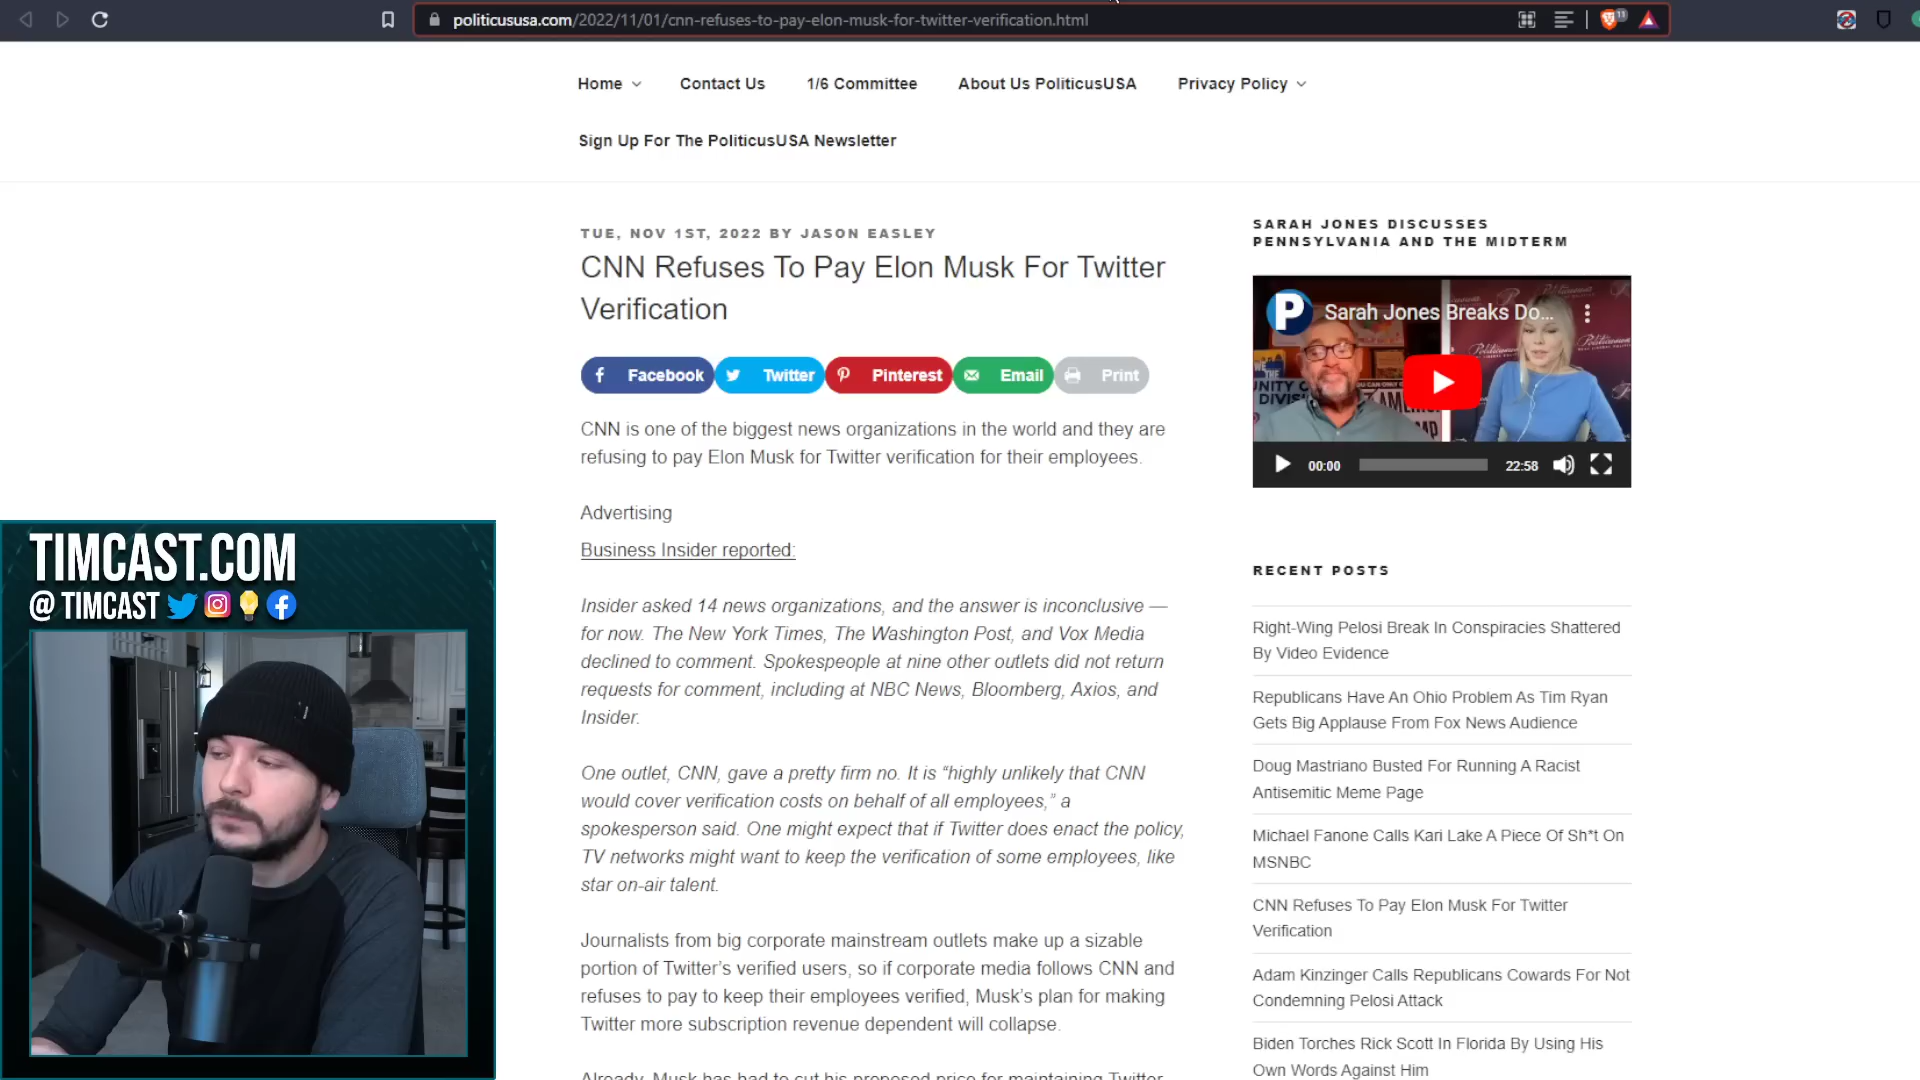 politicususa.com/2022/11/01/cnn-refuses-to-pay-elon-musk-for-twitter-verification.html
11
Home
Contact Us
1/6 Committee
About Us PoliticusUSA
Privacy Policy
Sign Up For The PoliticusUSA Newsletter
TUE, NOV 1ST, 2022 BY JASON EASLEY
CNN Refuses To Pay Elon Musk For Twitter
Verification
Facebook
Twitter
Pinterest
Email
Print
CNN is one of the biggest news organizations in the world and they are
refusing to pay Elon Musk for Twitter verification for their employees.
Advertising
Business Insider reported:
Insider asked 14 news organizations, and the answer is inconclusive —
for now. The New York Times, The Washington Post, and Vox Media
declined to comment. Spokespeople at nine other outlets did not return
requests for comment, including at NBC News, Bloomberg, Axios, and
Insider.
One outlet, CNN, gave a pretty firm no. It is “highly unlikely that CNN
would cover verification costs on behalf of all employees,” a
spokesperson said. One might expect that if Twitter does enact the policy,
TV networks might want to keep the verification of some employees, like
star on-air talent.
Journalists from big corporate mainstream outlets make up a sizable
portion of Twitter’s verified users, so if corporate media follows CNN and
refuses to pay to keep their employees verified, Musk’s plan for making
Twitter more subscription revenue dependent will collapse.
Already, Musk has had to cut his proposed price for maintaining Twitter
SARAH JONES DISCUSSES
PENNSYLVANIA AND THE MIDTERM
P
Sarah Jones Breaks Do...
00:00
22:58
RECENT POSTS
Right-Wing Pelosi Break In Conspiracies Shattered
By Video Evidence
Republicans Have An Ohio Problem As Tim Ryan
Gets Big Applause From Fox News Audience
Doug Mastriano Busted For Running A Racist
Antisemitic Meme Page
Michael Fanone Calls Kari Lake A Piece Of Sh*t On
MSNBC
CNN Refuses To Pay Elon Musk For Twitter
Verification
Adam Kinzinger Calls Republicans Cowards For Not
Condemning Pelosi Attack
Biden Torches Rick Scott In Florida By Using His
Own Words Against Him
TIMCAST.COM
@ TIMCAST